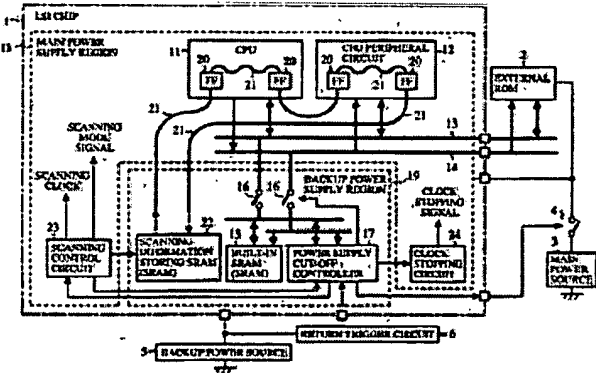 1
LSI CHIP
15
MAIN POWER
SUPPLY REGION
11
CPU
20
20
FF
FF
21
CPU PERIPHERAL
CIRCUIT
12
20
20
FF
FF
21
2
EXTERNAL
ROM
21
21
21
SCANNING
MODE
SIGNAL
13
14
SCANNING
CLOCK
16
16
BACKUP POWER
SUPPLY REGION
19
CLOCK
STOPPING
SIGNAL
4
3
MAIN
POWER
SOURCE
23
SCANNING
CONTROL
CIRCUIT
22
SCANNING
INFORMATION
STORING SRAM
(SRAM)
BUILT-IN
SRAM
(SRAM)
17
POWER SUPPLY
CUT-OFF
CONTROLLER
24
CLOCK
STOPPING
CIRCUIT
RETURN TRIGGER CIRCUIT
6
5
BACKUP POWER SOURCE